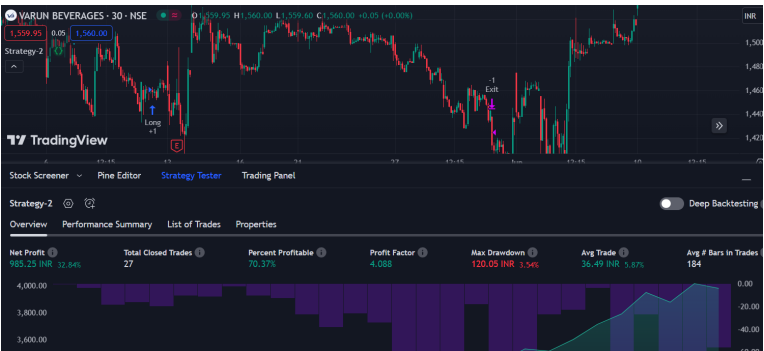 VARUN BEVERAGES · 30 · NSE O1,559.95 H1,560.00 L1,559.60 C1,560.00 +0.05 (+0.00%) INR
1,559.95 0.05 1,560.00
1,500
Strategy-2
1,480
-1
Exit
1,460
Long
+1
1,440
TradingView
E
1,420
6 12:15 13 16 21 27 12:15 Jun 12:15 10 12:15
Stock Screener Pine Editor Strategy Tester Trading Panel
Strategy-2 Deep Backtesting
Overview Performance Summary List of Trades Properties
Net Profit Total Closed Trades Percent Profitable Profit Factor Max Drawdown Avg Trade Avg # Bars in Trades
985.25 INR 32.84% 27 70.37% 4.088 120.05 INR 3.54% 36.49 INR 5.87% 184
4,000.00 0.00
3,800.00 -20.00
3,600.00 -40.00